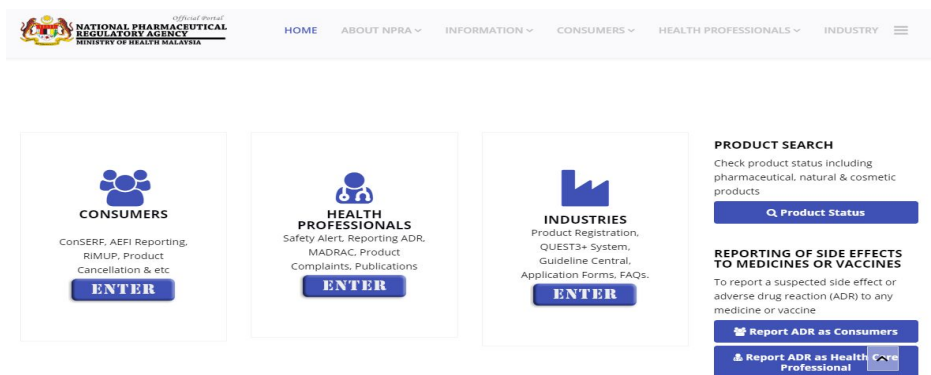 Official Portal
NATIONAL PHARMACEUTICAL
REGULATORY AGENCY
MINISTRY OF HEALTH MALAYSIA
HOME
ABOUT NPRA
INFORMATION
CONSUMERS
HEALTH PROFESSIONALS
INDUSTRY
CONSUMERS
ConSERF, AEFI Reporting,
RiMUP, Product
Cancellation & etc
ENTER
HEALTH
PROFESSIONALS
Safety Alert, Reporting ADR,
MADRAC, Product
Complaints, Publications
ENTER
INDUSTRIES
Product Registration,
QUEST3+ System,
Guideline Central,
Application Forms, FAQs.
ENTER
PRODUCT SEARCH
Check product status including
pharmaceutical, natural & cosmetic
products
Product Status
REPORTING OF SIDE EFFECTS
TO MEDICINES OR VACCINES
To report a suspected side effect or
adverse drug reaction (ADR) to any
medicine or vaccine
Report ADR as Consumers
Report ADR as Health Care
Professional